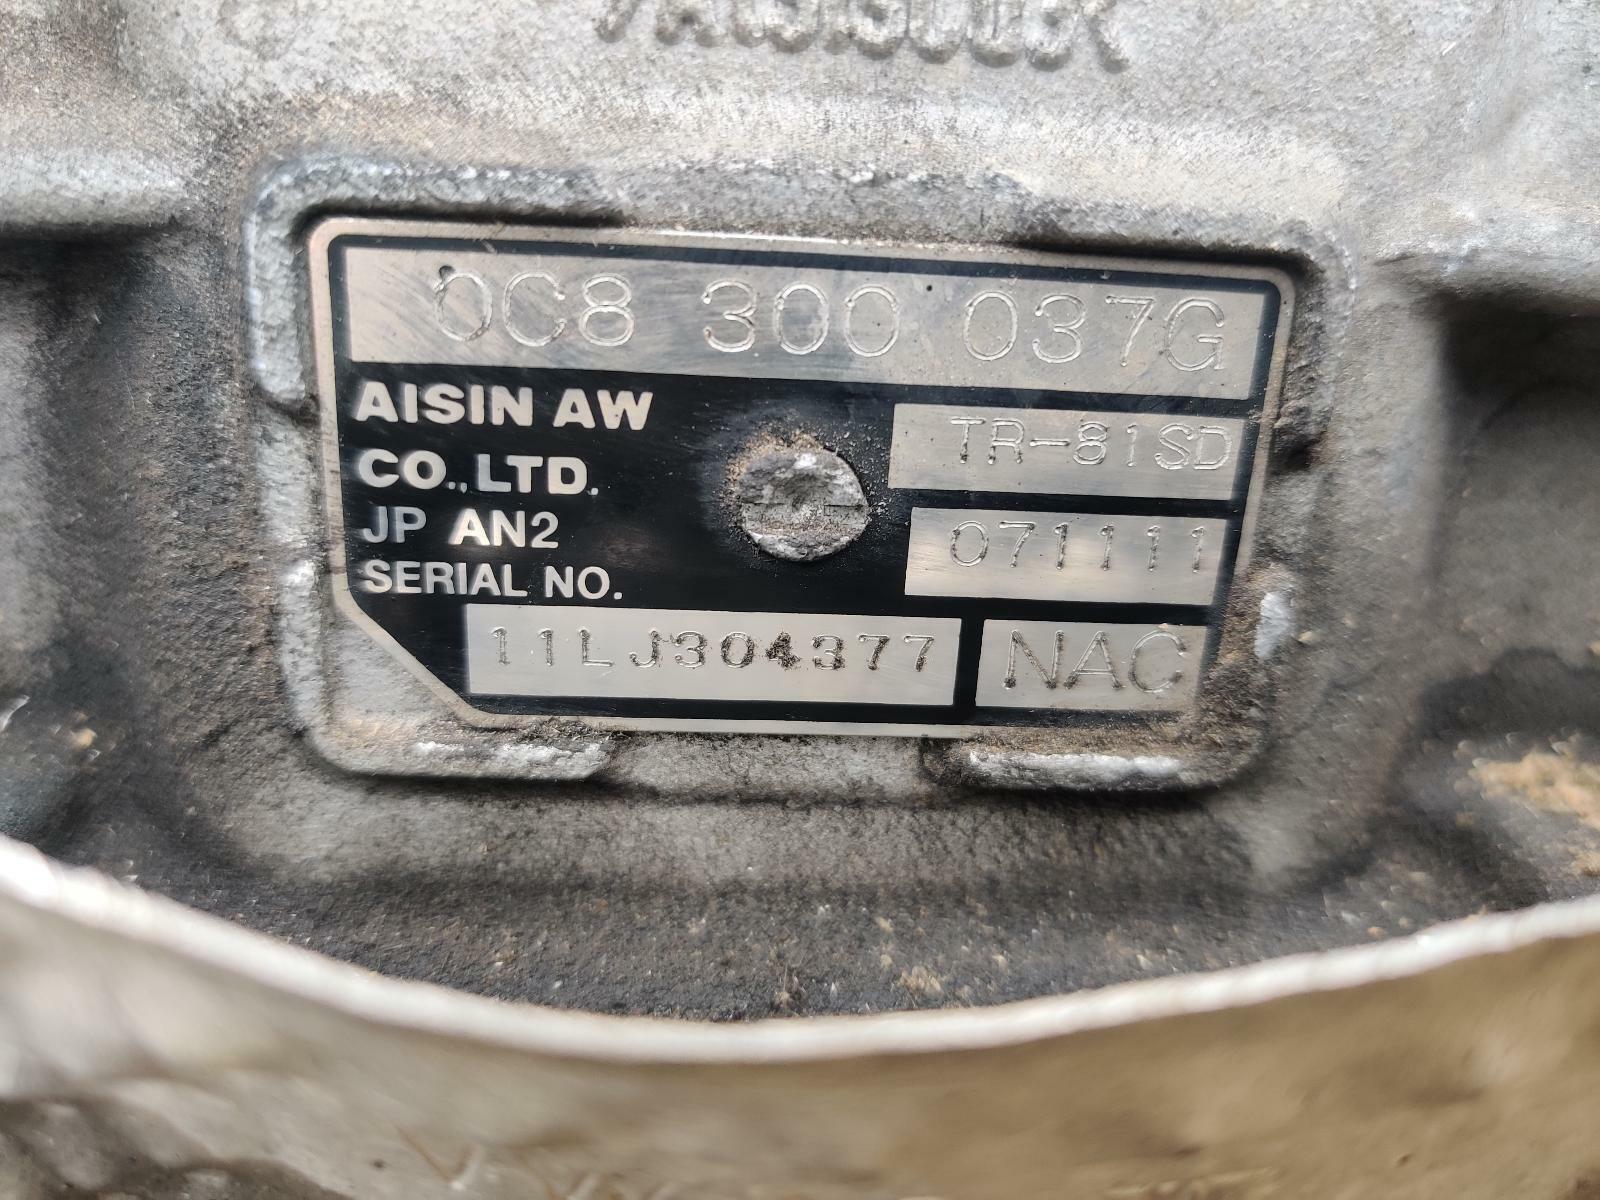 0C8 300 037G
AISIN AW
CO.,LTD.
TR-81SD
JP AN2
071111
SERIAL NO.
11LJ304377
NAC